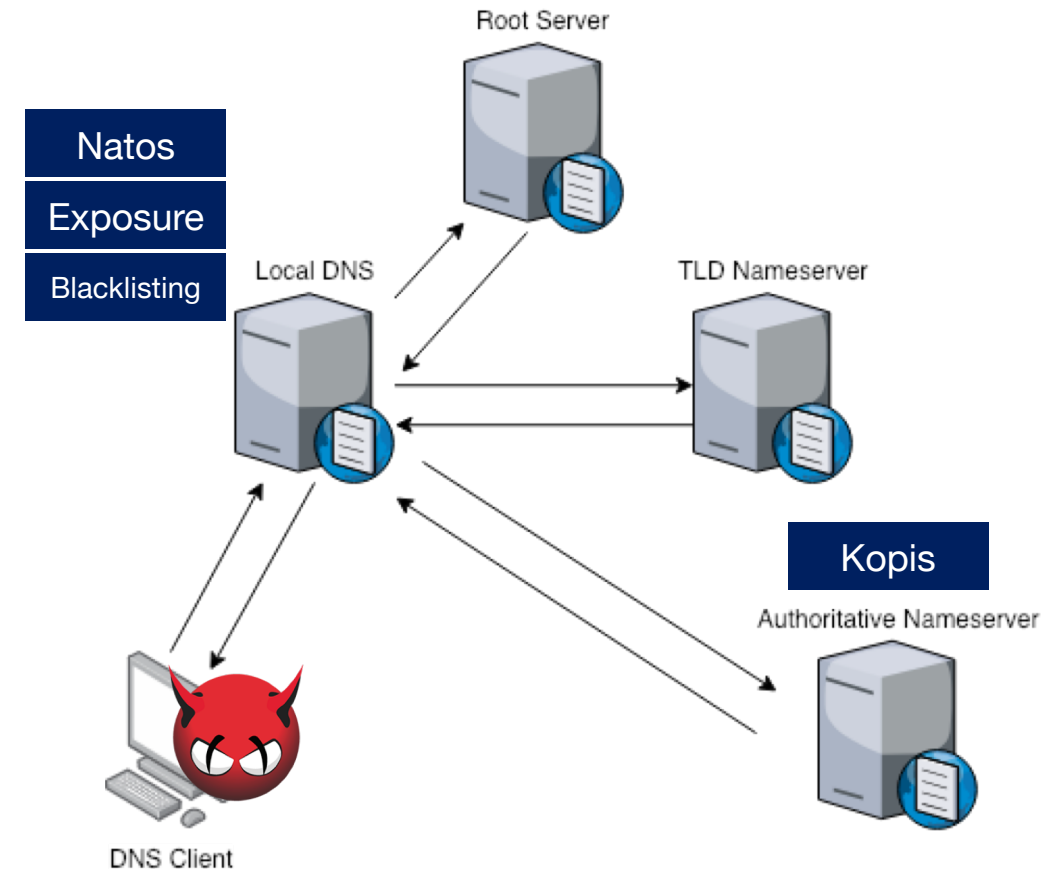 Root Server
Natos
Exposure
Blacklisting
Local DNS
TLD Nameserver
Kopis
Authoritative Nameserver
DNS Client